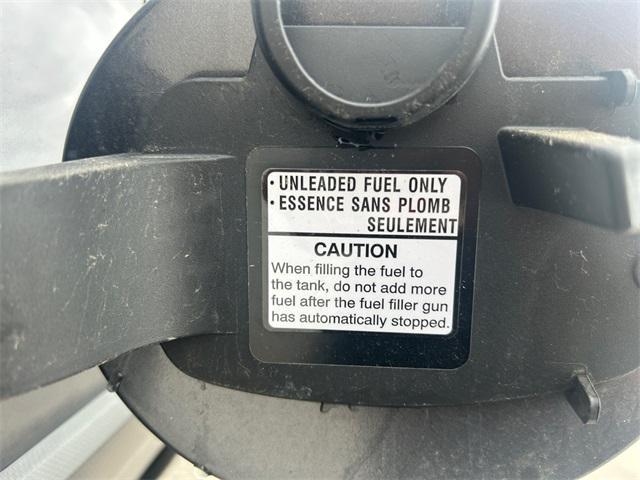 · UNLEADED FUEL ONLY
· ESSENCE SANS PLOMB
SEULEMENT
CAUTION
When filling the fuel to
the tank, do not add more
fuel after the fuel filler gun
has automatically stopped.